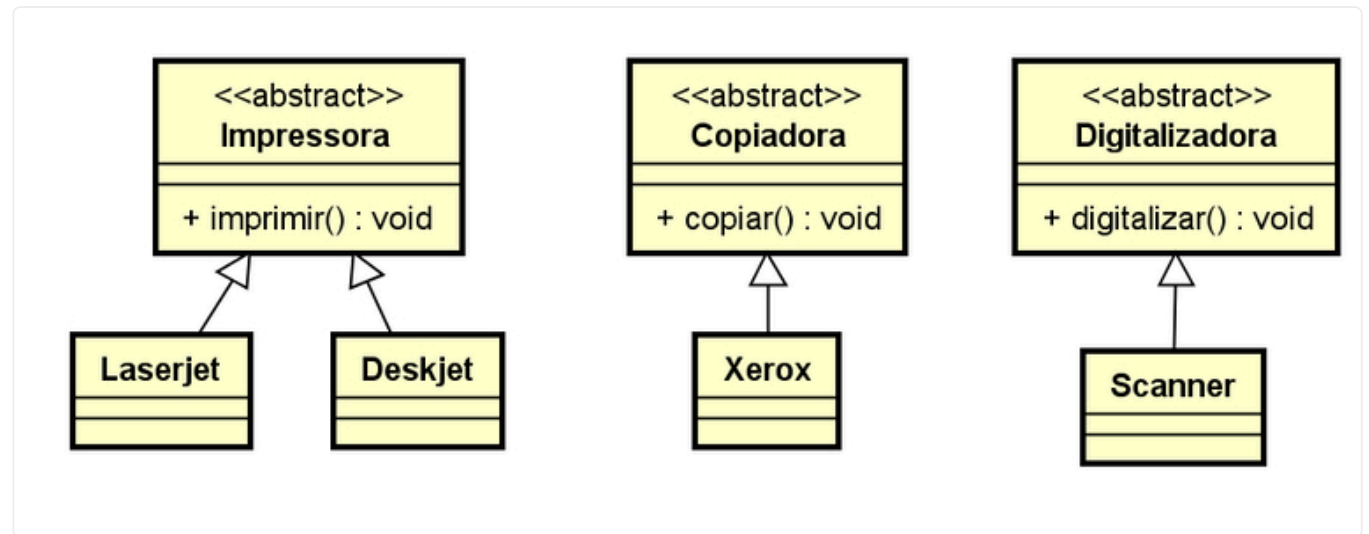 <<abstract>>
Impressora
+ imprimir() : void
<<abstract>>
Copiadora
+ copiar() : void
<<abstract>>
Digitalizadora
+ digitalizar() : void
Laserjet
Deskjet
Xerox
Scanner